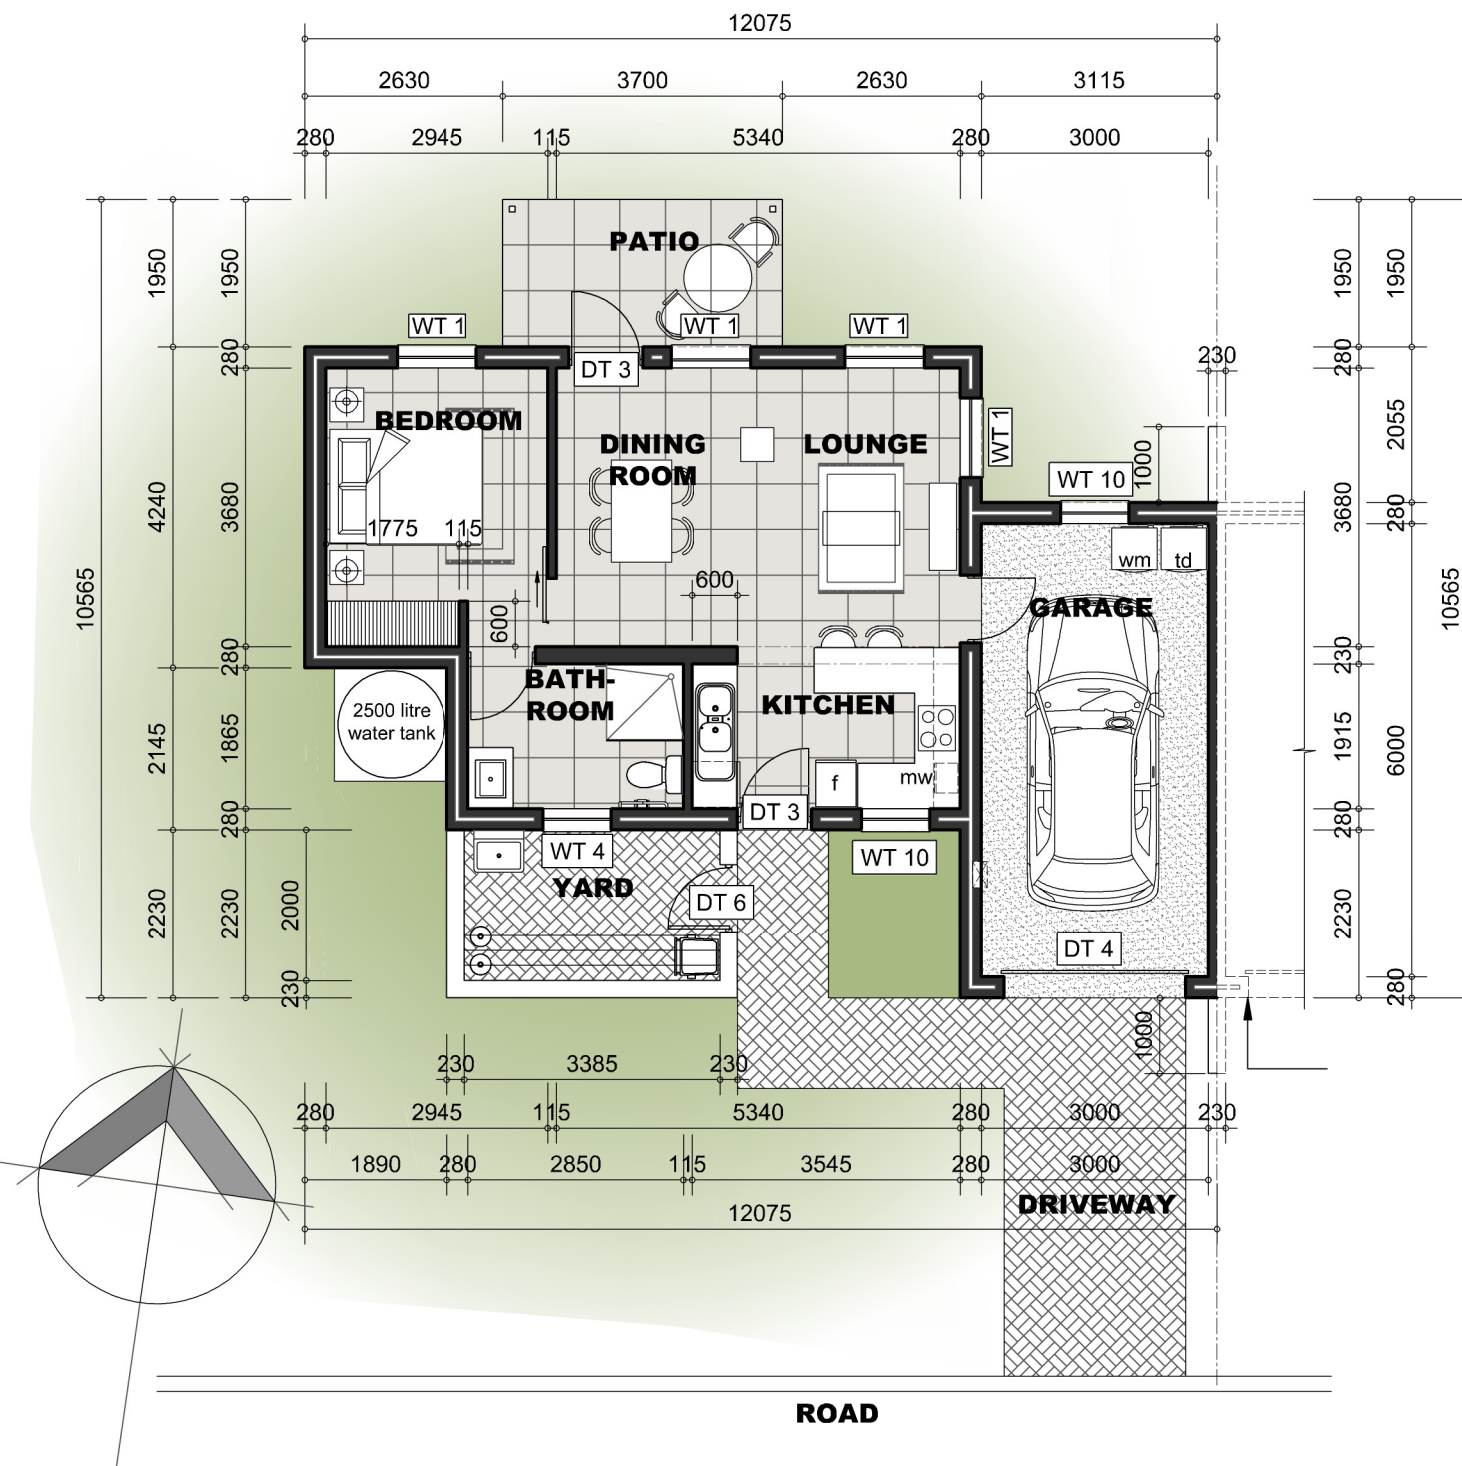 12075
2630 3700 2630 3115
280 2945 115 5340 280 3000
PATIO
1950 1950 1950 1950
WT 1 WT 1 WT 1
280 DT 3 280 230
BEDROOM
DINING
ROOM
LOUNGE
WT 1
2055
1000
WT 10
4240 3680 3680 280
1775 115
wm td
10565 10565
600 600
GARAGE
280 230
BATH-
ROOM
KITCHEN
2500 litre
water tank
2145 1865 1915 6000
f mw
280 DT 3 280
WT 4 WT 10
YARD
DT 6
2230 2230 2000 2230
DT 4
230 280
1000
230 3385 230
280 2945 115 5340 280 3000 230
1890 280 2850 115 3545 280 3000
DRIVEWAY
12075
ROAD